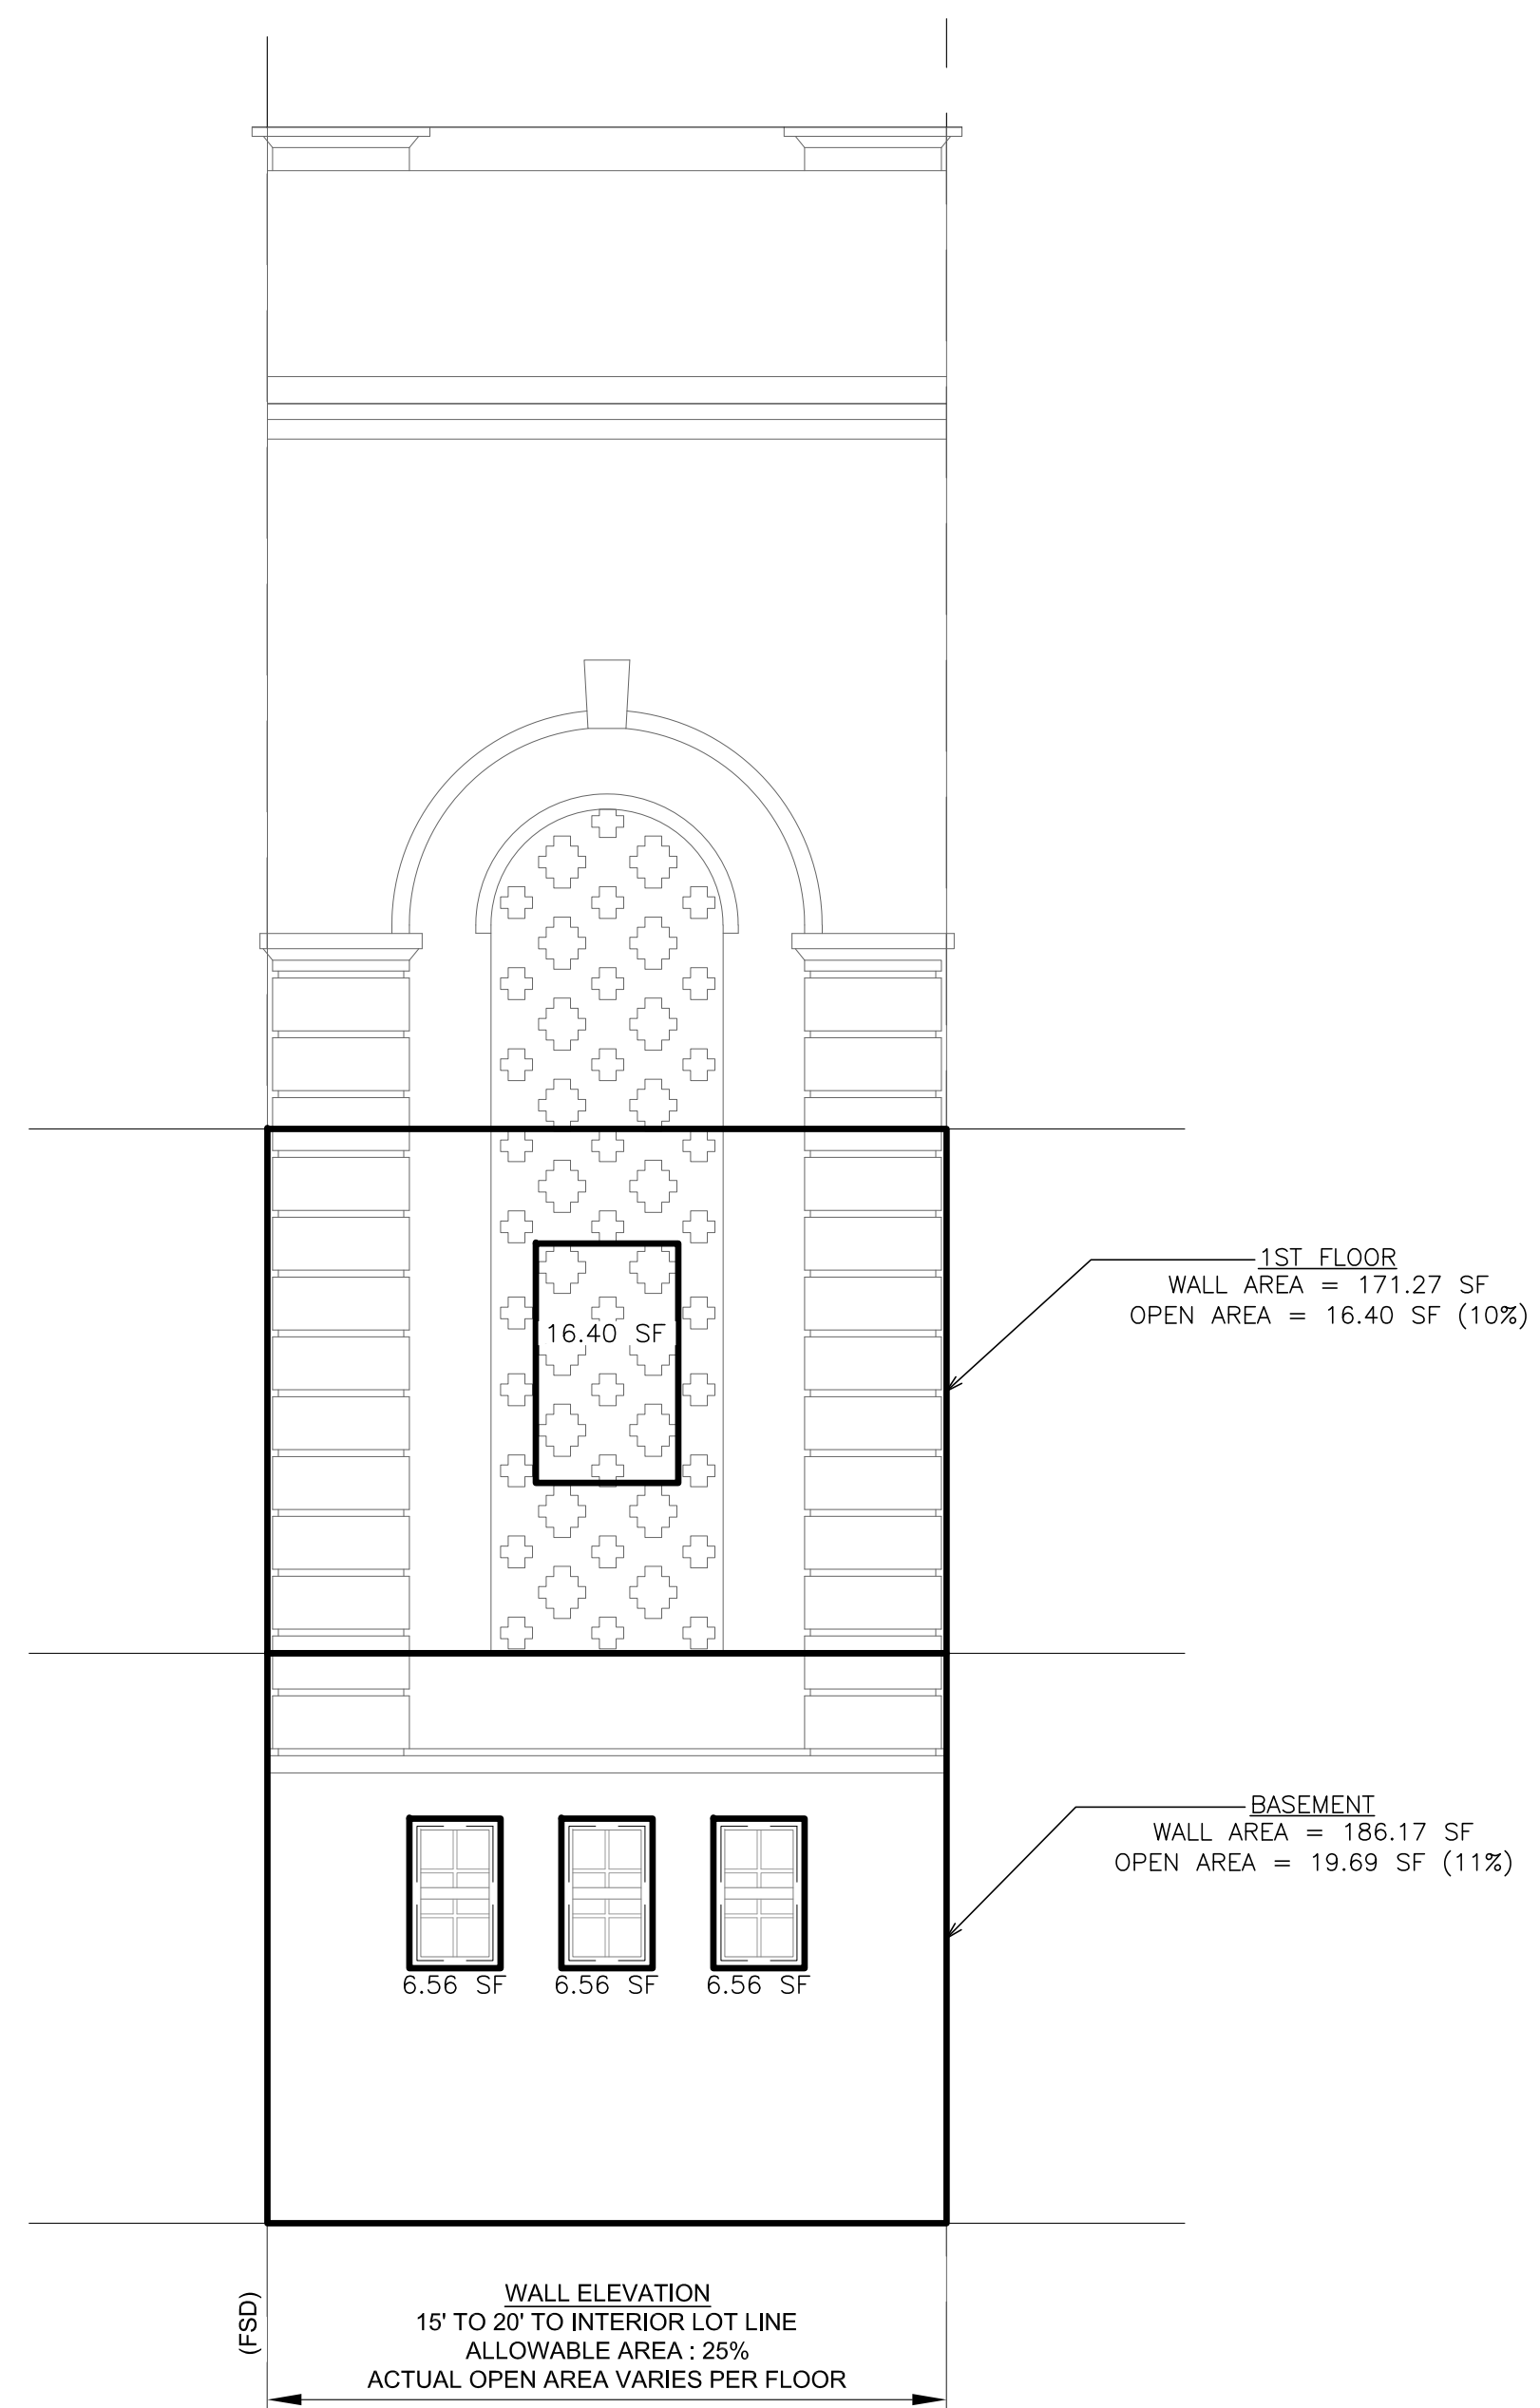 1ST FLOOR
WALL AREA = 171.27 SF
OPEN AREA = 16.40 SF (10%)
16.40 SF
BASEMENT
WALL AREA = 186.17 SF
OPEN AREA = 19.69 SF (11%)
6.56 SF 6.56 SF 6.56 SF
(FSD)
WALL ELEVATION
15' TO 20' TO INTERIOR LOT LINE
ALLOWABLE AREA : 25%
ACTUAL OPEN AREA VARIES PER FLOOR